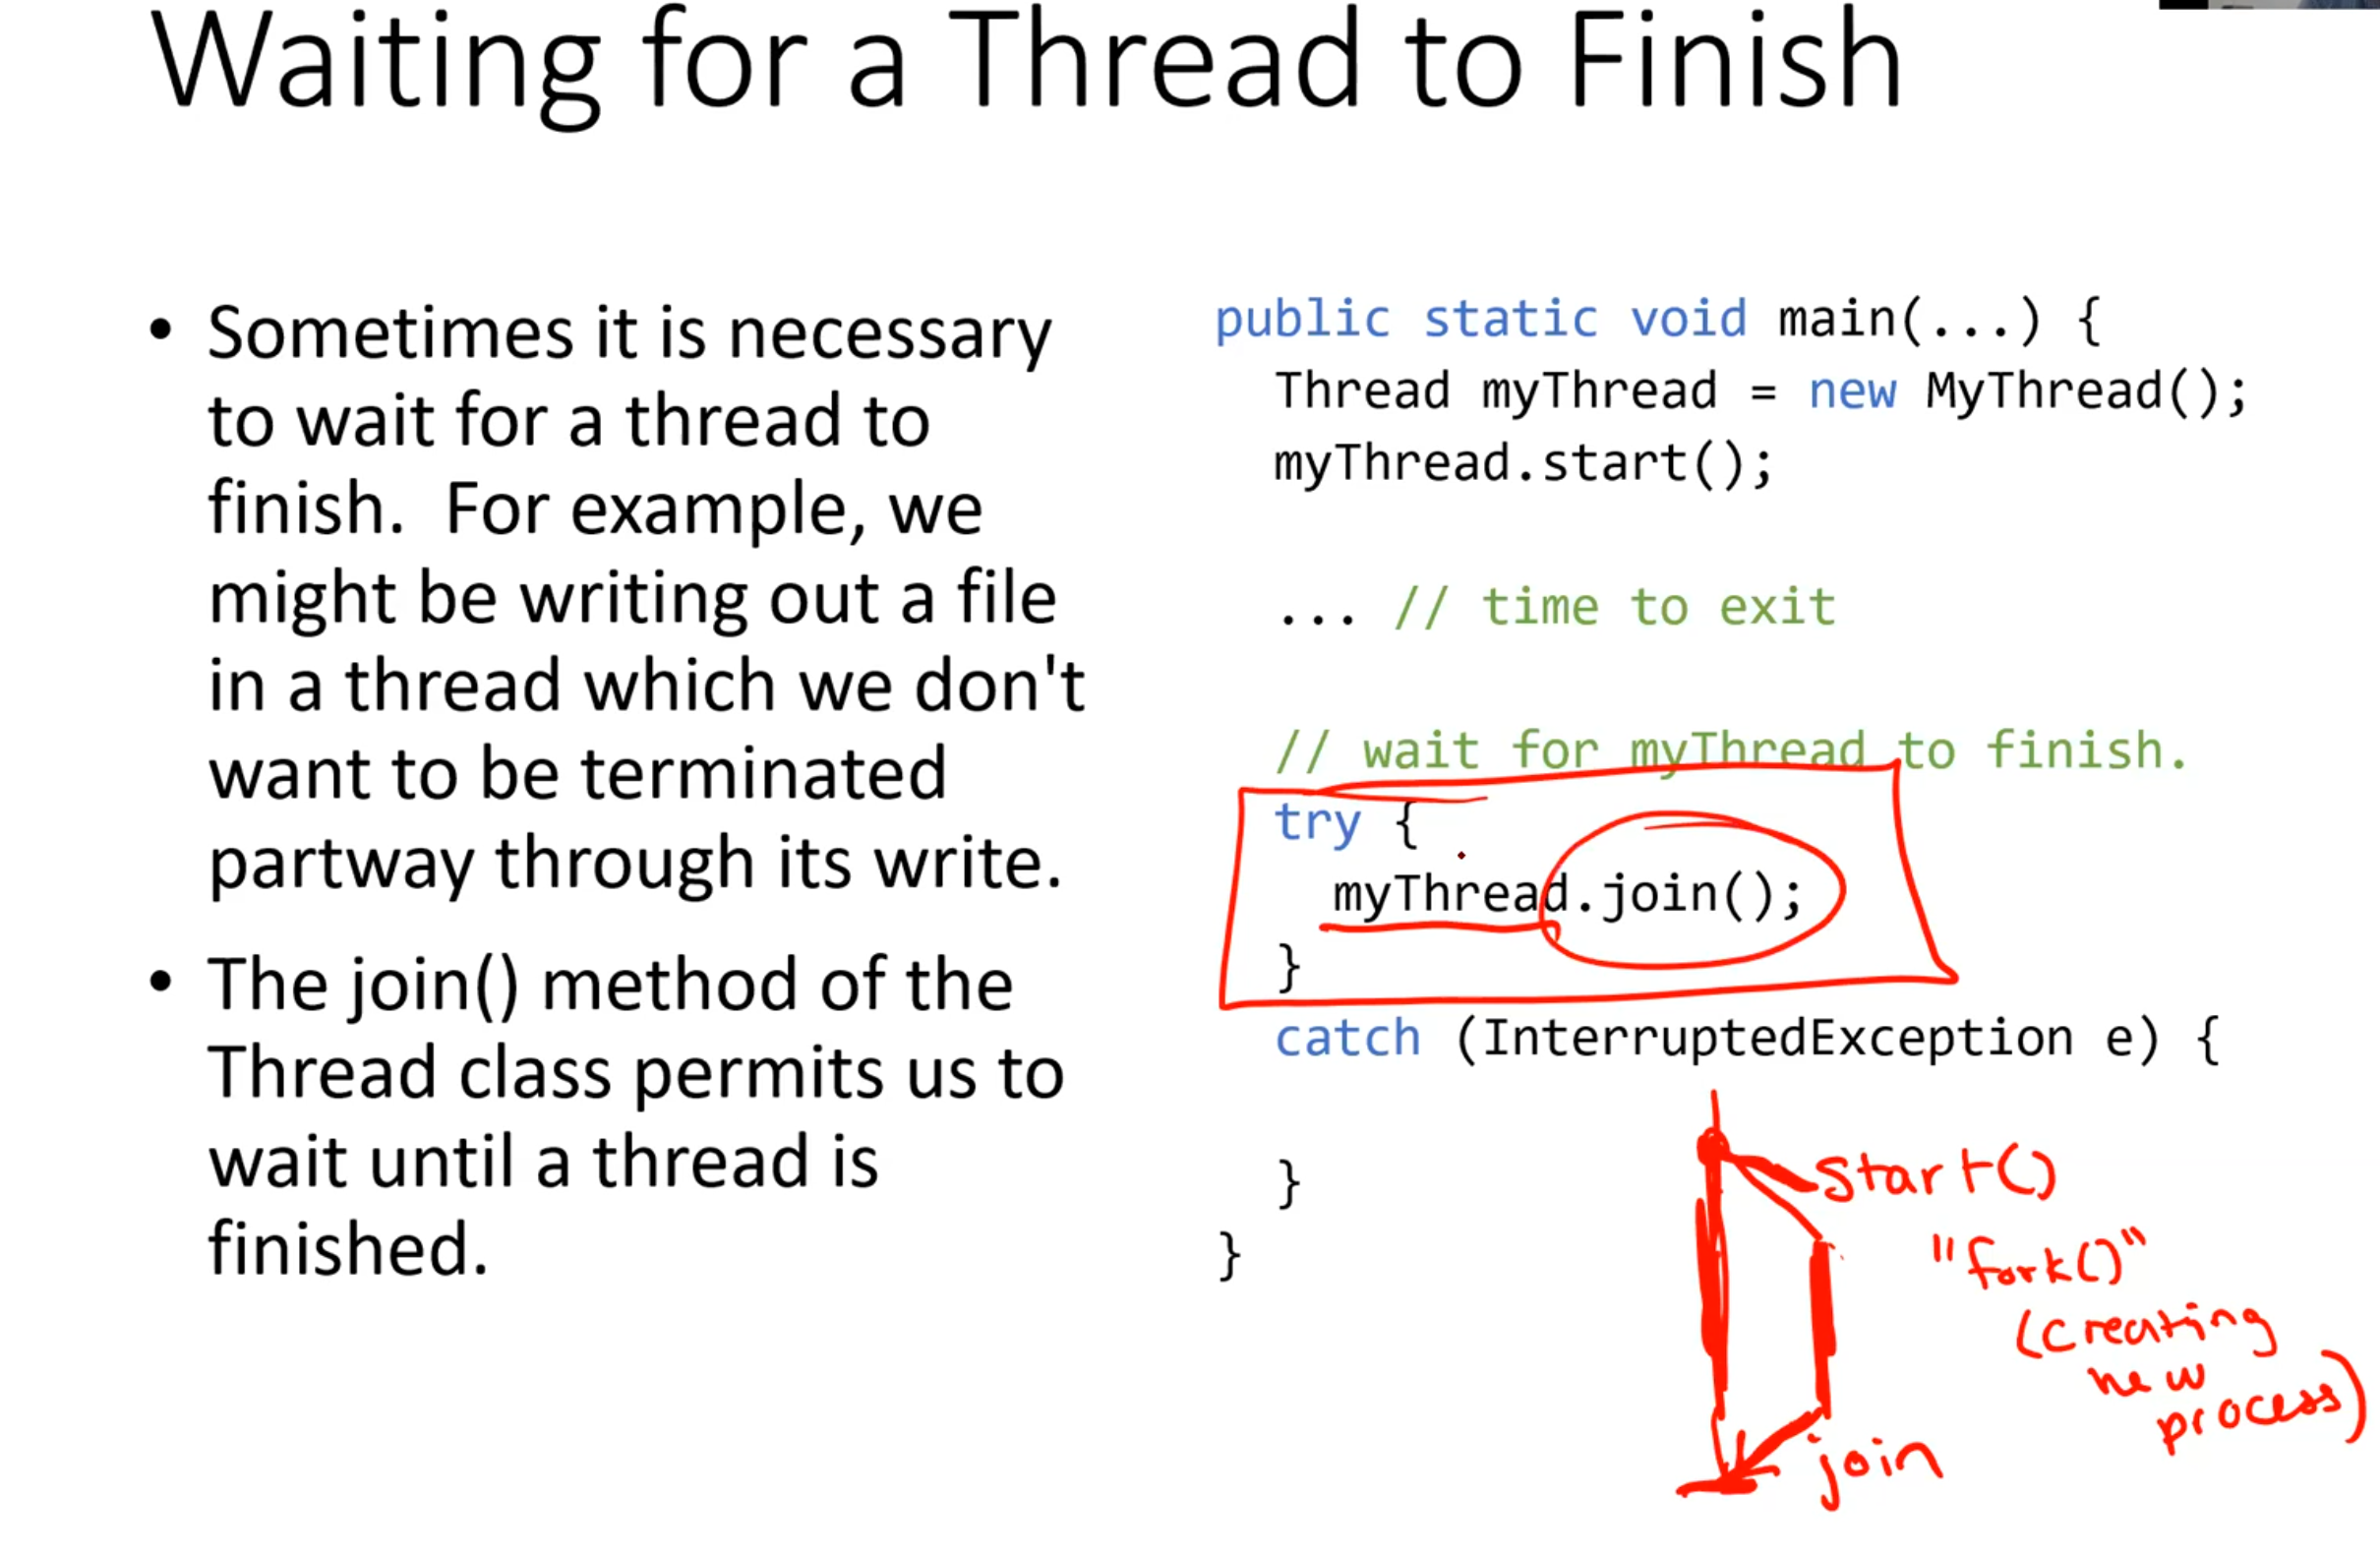 Waiting for a Thread to Finish
• Sometimes it is necessary
to wait for a thread to
finish.  For example, we
might be writing out a file
in a thread which we don't
want to be terminated
partway through its write.
• The join() method of the
Thread class permits us to
wait until a thread is
finished.
public static void main(...) {
Thread myThread = new MyThread();
myThread.start();
... // time to exit
// wait for myThread to finish.
try {
myThread.join();
}
catch (InterruptedException e) {
}
}
start()
"fork()"
(creating
new
process)
join